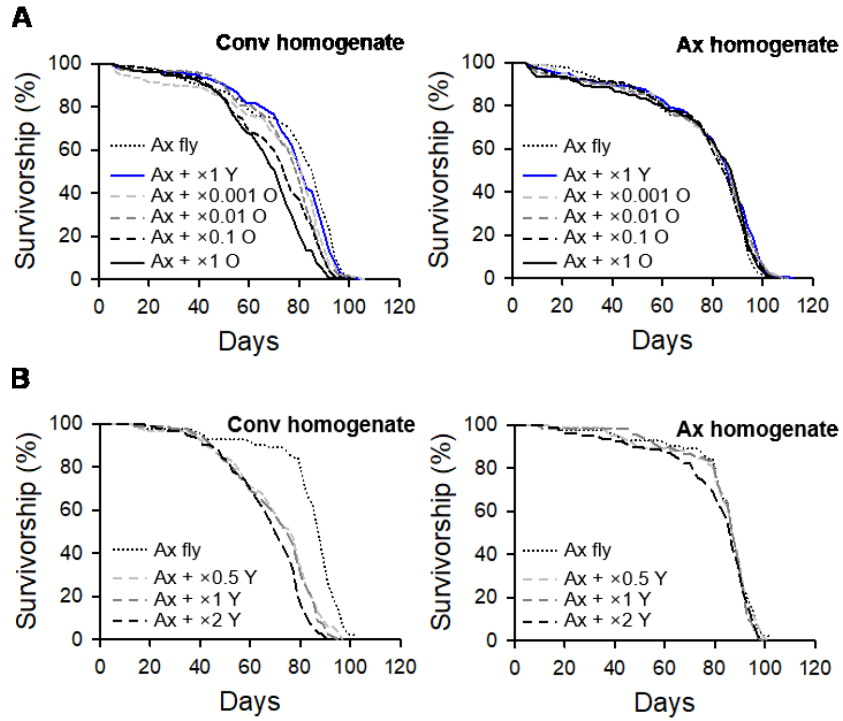 A
Conv homogenate
Survivorship (%)
100
80
60
40
20
0
Ax fly
Ax + ×1 Y
Ax + ×0.001 O
Ax + ×0.01 O
Ax + ×0.1 O
Ax + ×1 O
0 20 40 60 80 100 120
Days
Ax homogenate
Survivorship (%)
100
80
60
40
20
0
Ax fly
Ax + ×1 Y
Ax + ×0.001 O
Ax + ×0.01 O
Ax + ×0.1 O
Ax + ×1 O
0 20 40 60 80 100 120
Days
B
Conv homogenate
Survivorship (%)
100
80
60
40
20
0
Ax fly
Ax + ×0.5 Y
Ax + ×1 Y
Ax + ×2 Y
0 20 40 60 80 100 120
Days
Ax homogenate
Survivorship (%)
100
80
60
40
20
0
Ax fly
Ax + ×0.5 Y
Ax + ×1 Y
Ax + ×2 Y
0 20 40 60 80 100 120
Days